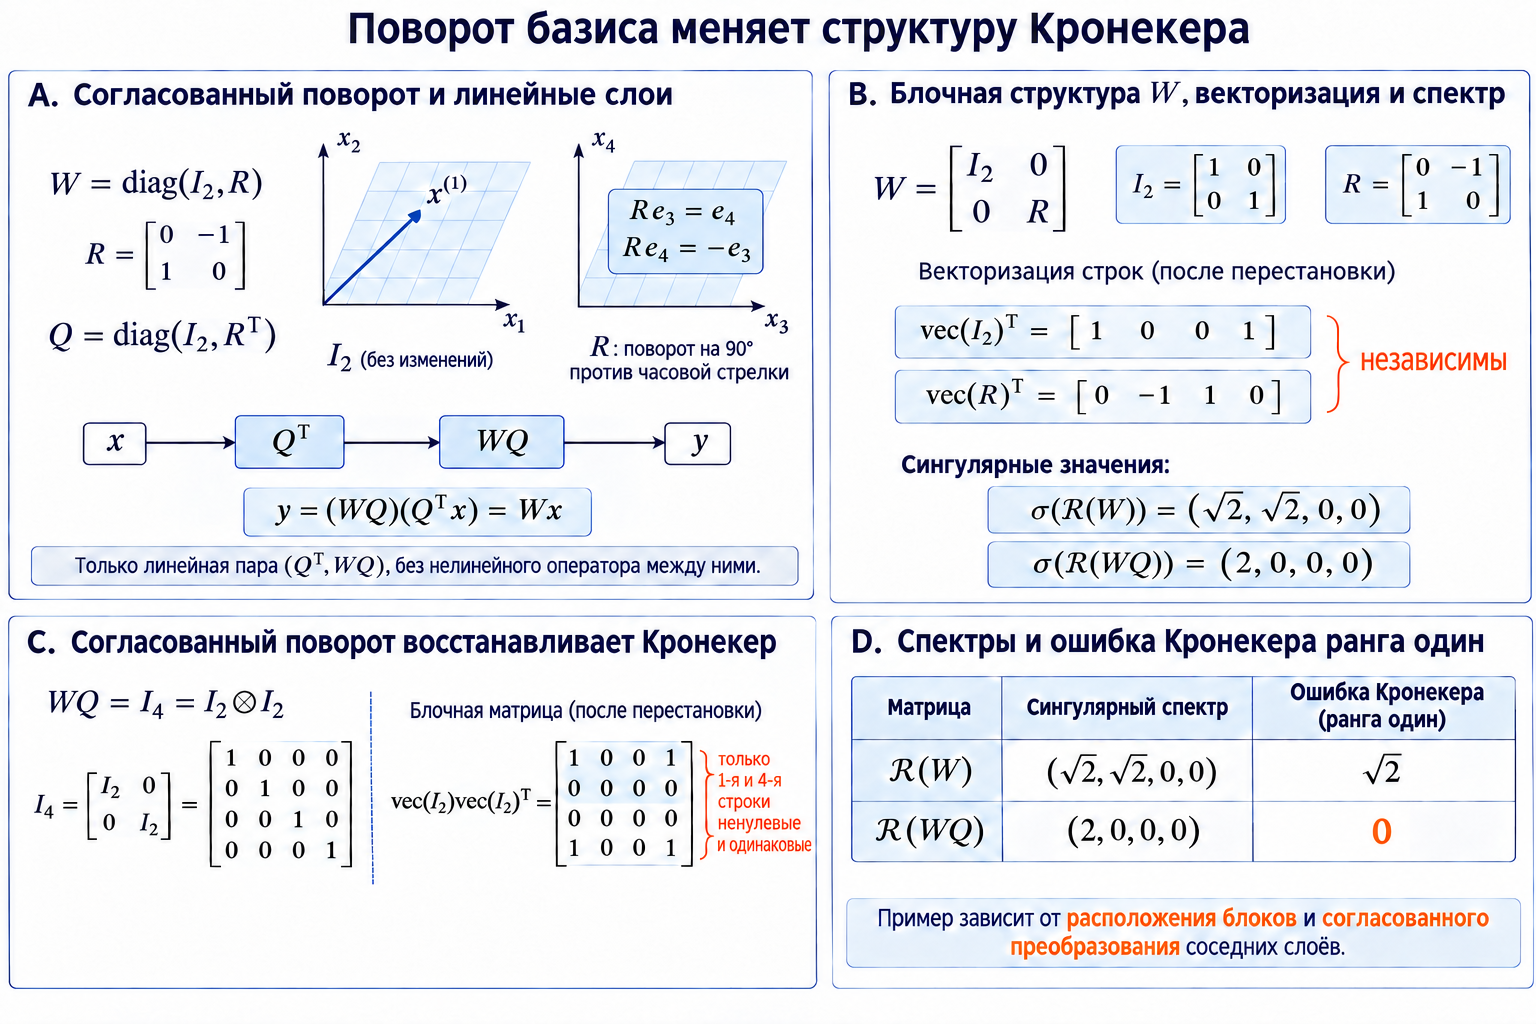 Поворот базиса меняет структуру Кронекера
A. Согласованный поворот и линейные слои
W = diag(I₂, R)
R = [0 −1
1 0]
Q = diag(I₂, Rᵀ)
x₂
x⁽¹⁾
x₁
I₂ (без изменений)
x₄
Re₃ = e₄
Re₄ = −e₃
x₃
R: поворот на 90°
против часовой стрелки
x
Qᵀ
WQ
y
y = (WQ)(Qᵀx) = Wx
Только линейная пара (Qᵀ, WQ), без нелинейного оператора между ними.
B. Блочная структура W, векторизация и спектр
W = [I₂ 0
0 R]
I₂ = [1 0
0 1]
R = [0 −1
1 0]
Векторизация строк (после перестановки)
vec(I₂)ᵀ = [1 0 0 1]
vec(R)ᵀ = [0 −1 1 0]
независимы
Сингулярные значения:
σ(ℛ(W)) = (√2, √2, 0, 0)
σ(ℛ(WQ)) = (2, 0, 0, 0)
C. Согласованный поворот восстанавливает Кронекер
WQ = I₄ = I₂⊗I₂
I₄ = [I₂ 0
0 I₂] =
[1 0 0 0
0 1 0 0
0 0 1 0
0 0 0 1]
Блочная матрица (после перестановки)
vec(I₂)vec(I₂)ᵀ =
[1 0 0 1
0 0 0 0
0 0 0 0
1 0 0 1]
только
1-я и 4-я
строки
ненулевые
и одинаковые
D. Спектры и ошибка Кронекера ранга один
Матрица
Сингулярный спектр
Ошибка Кронекера
(ранга один)
ℛ(W)
(√2, √2, 0, 0)
√2
ℛ(WQ)
(2, 0, 0, 0)
0
Пример зависит от расположения блоков и согласованного
преобразования соседних слоёв.